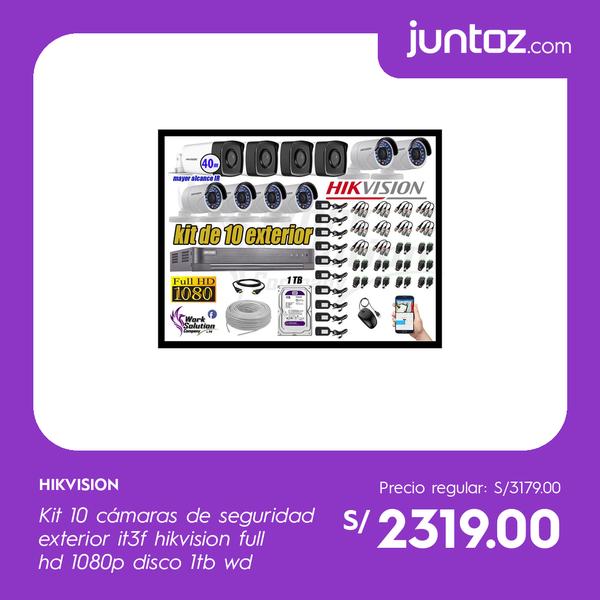 juntoz.com
40m
mayor alcance IR
HIKVISION
kit de 10 exterior
Full HD
1080
1 TB
Work
Solution
Company
HIKVISION
Precio regular: S/3179.00
Kit 10 cámaras de seguridad
exterior it3f hikvision full
hd 1080p disco 1tb wd
S/ 2319.00